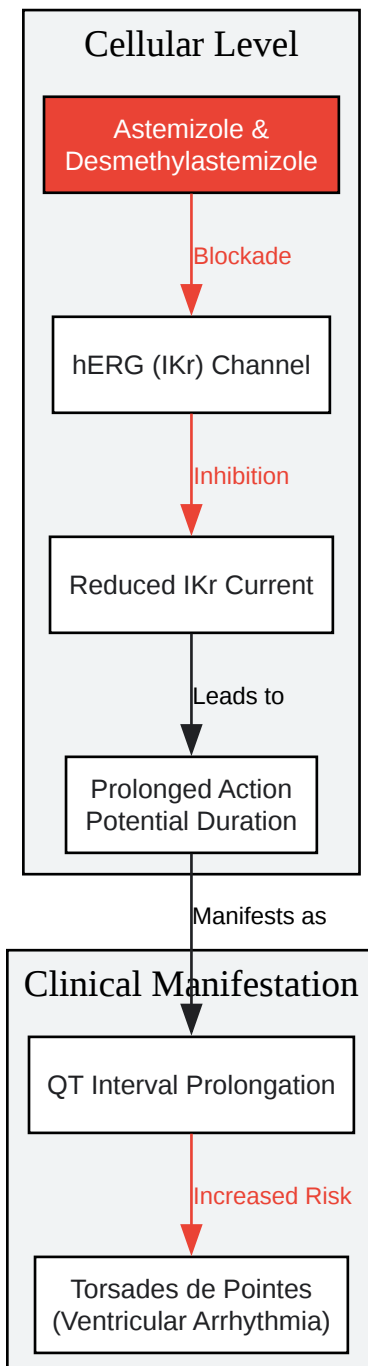 Cellular Level
Astemizole &
Desmethylastemizole
Blockade
hERG (IKr) Channel
Inhibition
Reduced IKr Current
Leads to
Prolonged Action
Potential Duration
Manifests as
Clinical Manifestation
QT Interval Prolongation
Increased Risk
Torsades de Pointes
(Ventricular Arrhythmia)